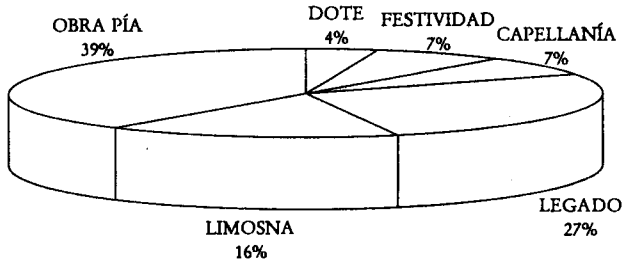 OBRA PÍA
39%
DOTE
4%
FESTIVIDAD
7%
CAPELLANÍA
7%
LEGADO
27%
LIMOSNA
16%